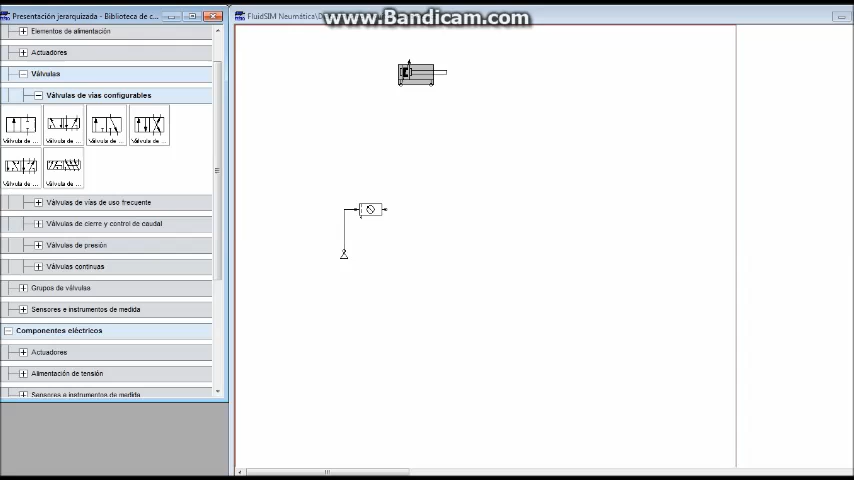 Presentación jerarquizada - Biblioteca de c...
FluidSIM Neumática\D
www.Bandicam.com
Elementos de alimentación
Actuadores
Válvulas
Válvulas de vías configurables
Válvula de ...
Válvula de ...
Válvula de ...
Válvula de ...
Válvula de ...
Válvula de ...
Válvulas de vías de uso frecuente
Válvulas de cierre y control de caudal
Válvulas de presión
Válvulas continuas
Grupos de válvulas
Sensores e instrumentos de medida
Componentes eléctricos
Actuadores
Alimentación de tensión
Sensores e instrumentos de medida